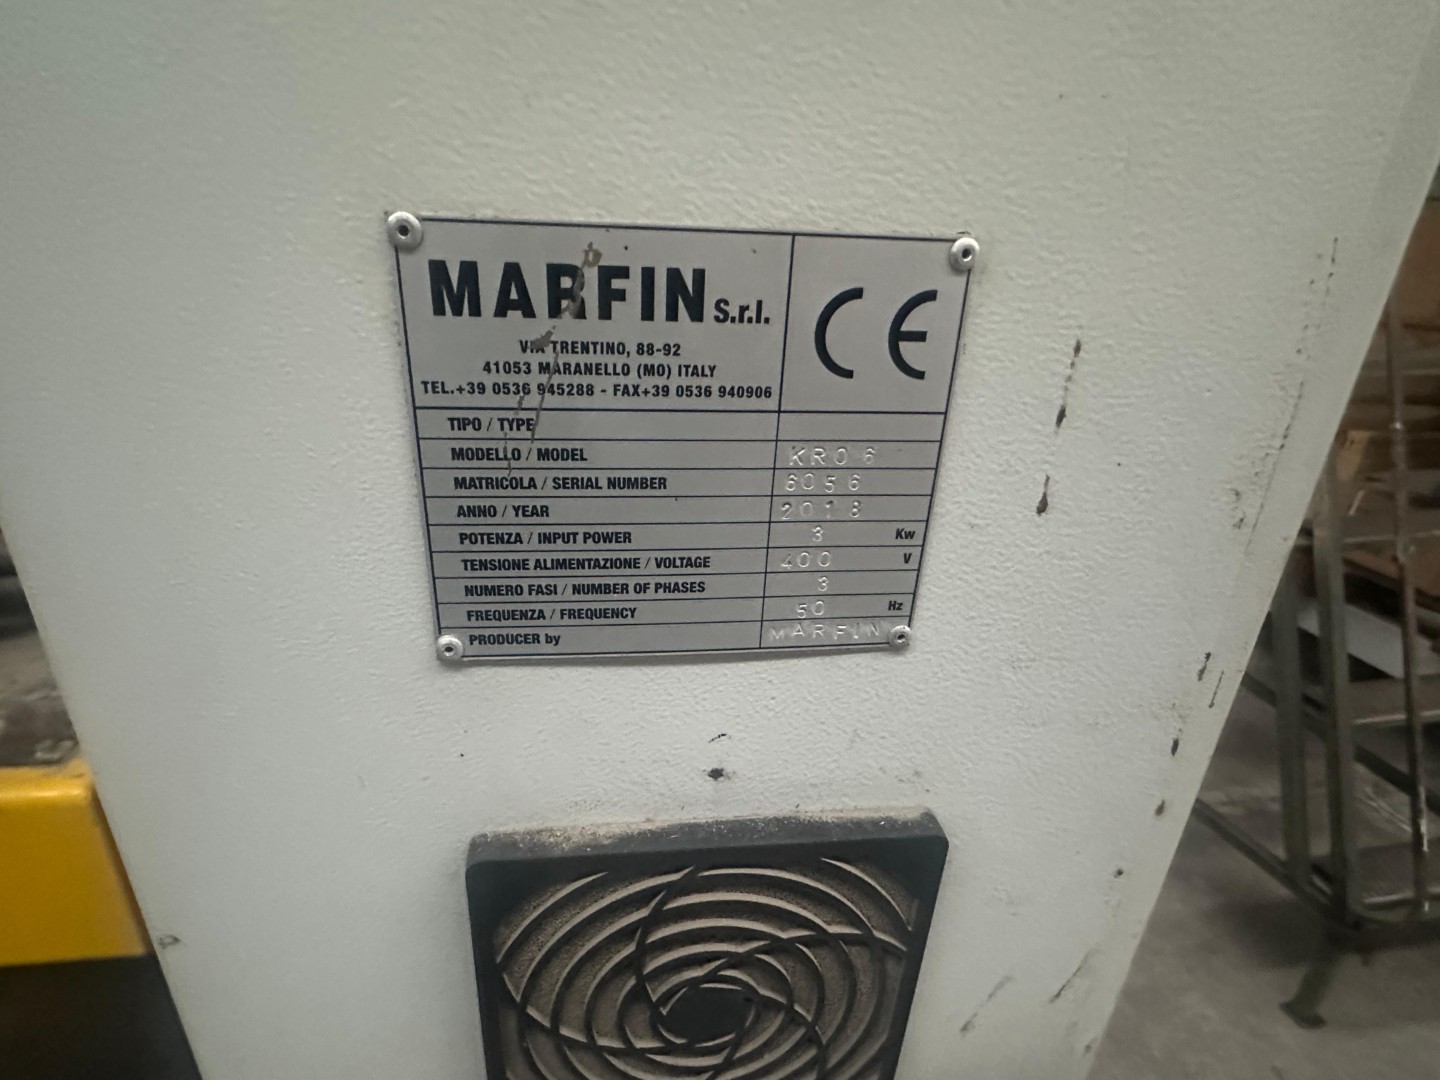 MARFIN S.r.l.
VIA TRENTINO, 88-92
41053 MARANELLO (MO) ITALY
TEL.+39 0536 945288 - FAX+39 0536 940906
CE
TIPO / TYPE
MODELLO / MODEL KRO 6
MATRICOLA / SERIAL NUMBER 6056
ANNO / YEAR 2018
POTENZA / INPUT POWER 3 Kw
TENSIONE ALIMENTAZIONE / VOLTAGE 400 V
NUMERO FASI / NUMBER OF PHASES 3
FREQUENZA / FREQUENCY 50 Hz
PRODUCER by MARFIN